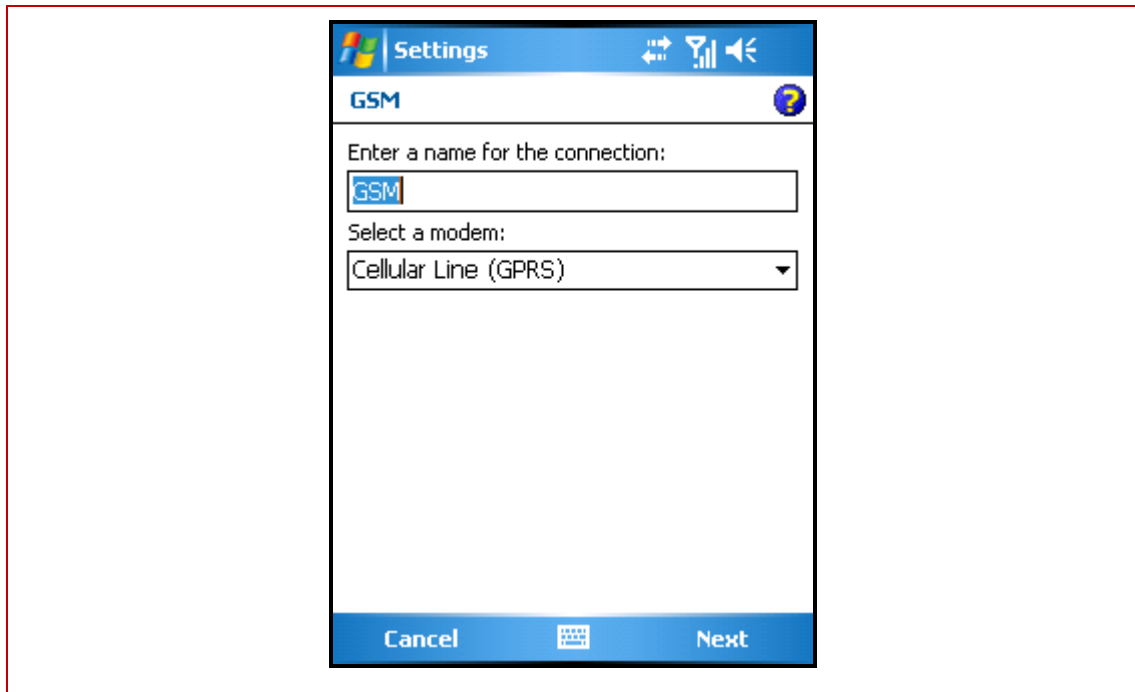 Settings
GSM
Enter a name for the connection:
GSM
Select a modem:
Cellular Line (GPRS)
Cancel Next